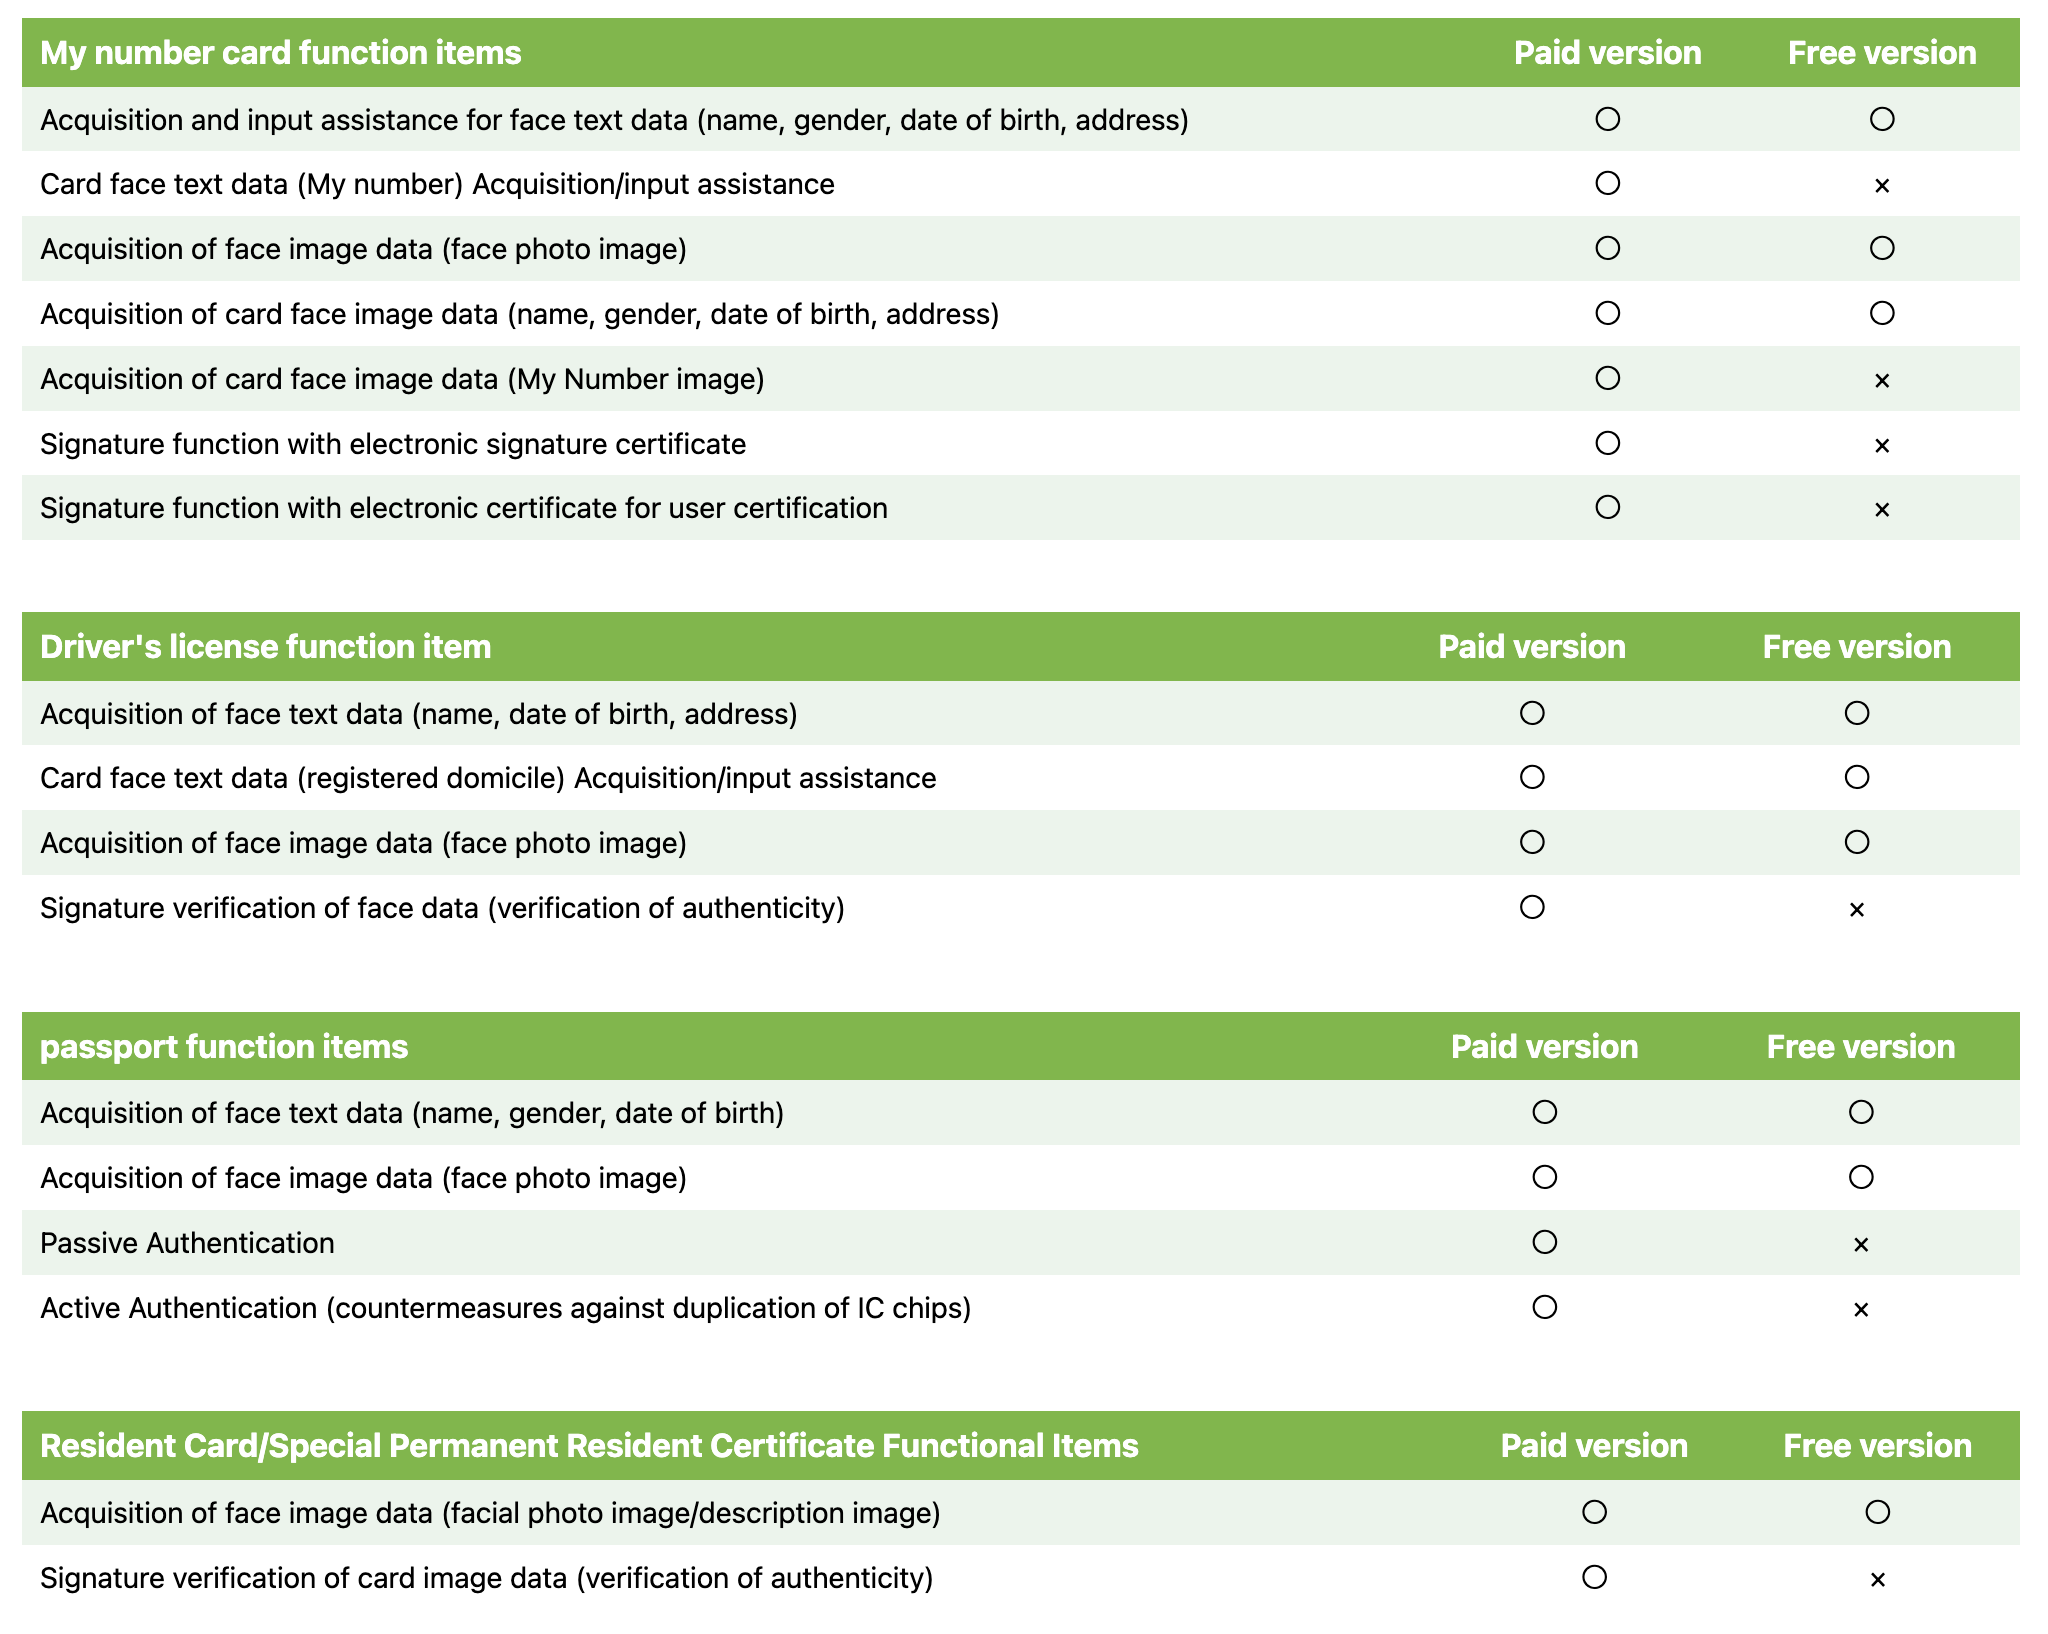 My number card function items Paid version Free version
Acquisition and input assistance for face text data (name, gender, date of birth, address) ○ ○
Card face text data (My number) Acquisition/input assistance ○ ×
Acquisition of face image data (face photo image) ○ ○
Acquisition of card face image data (name, gender, date of birth, address) ○ ○
Acquisition of card face image data (My Number image) ○ ×
Signature function with electronic signature certificate ○ ×
Signature function with electronic certificate for user certification ○ ×
Driver's license function item Paid version Free version
Acquisition of face text data (name, date of birth, address) ○ ○
Card face text data (registered domicile) Acquisition/input assistance ○ ○
Acquisition of face image data (face photo image) ○ ○
Signature verification of face data (verification of authenticity) ○ ×
passport function items Paid version Free version
Acquisition of face text data (name, gender, date of birth) ○ ○
Acquisition of face image data (face photo image) ○ ○
Passive Authentication ○ ×
Active Authentication (countermeasures against duplication of IC chips) ○ ×
Resident Card/Special Permanent Resident Certificate Functional Items Paid version Free version
Acquisition of face image data (facial photo image/description image) ○ ○
Signature verification of card image data (verification of authenticity) ○ ×